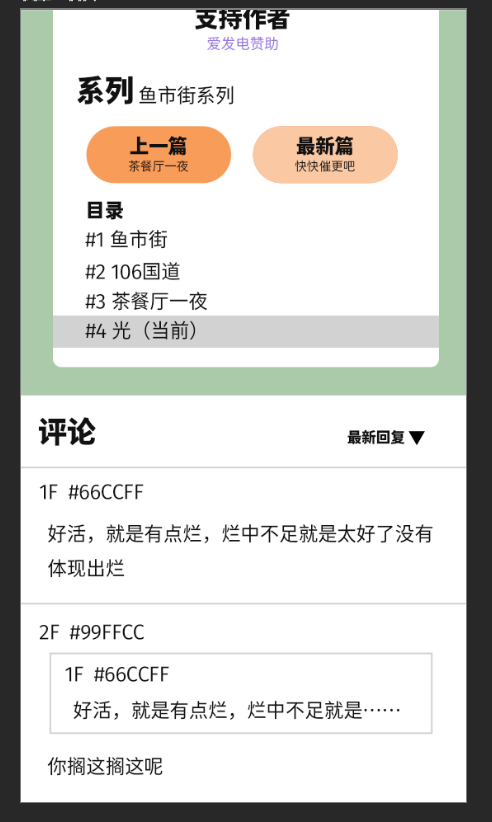 支持作者
爱发电赞助
系列 鱼市街系列
上一篇
茶餐厅一夜
最新篇
快快催更吧
目录
#1 鱼市街
#2 106国道
#3 茶餐厅一夜
#4 光（当前）
评论
最新回复 ▼
1F #66CCFF
好活，就是有点烂，烂中不足就是太好了没有
体现出烂
2F #99FFCC
1F #66CCFF
好活，就是有点烂，烂中不足就是……
你搁这搁这呢